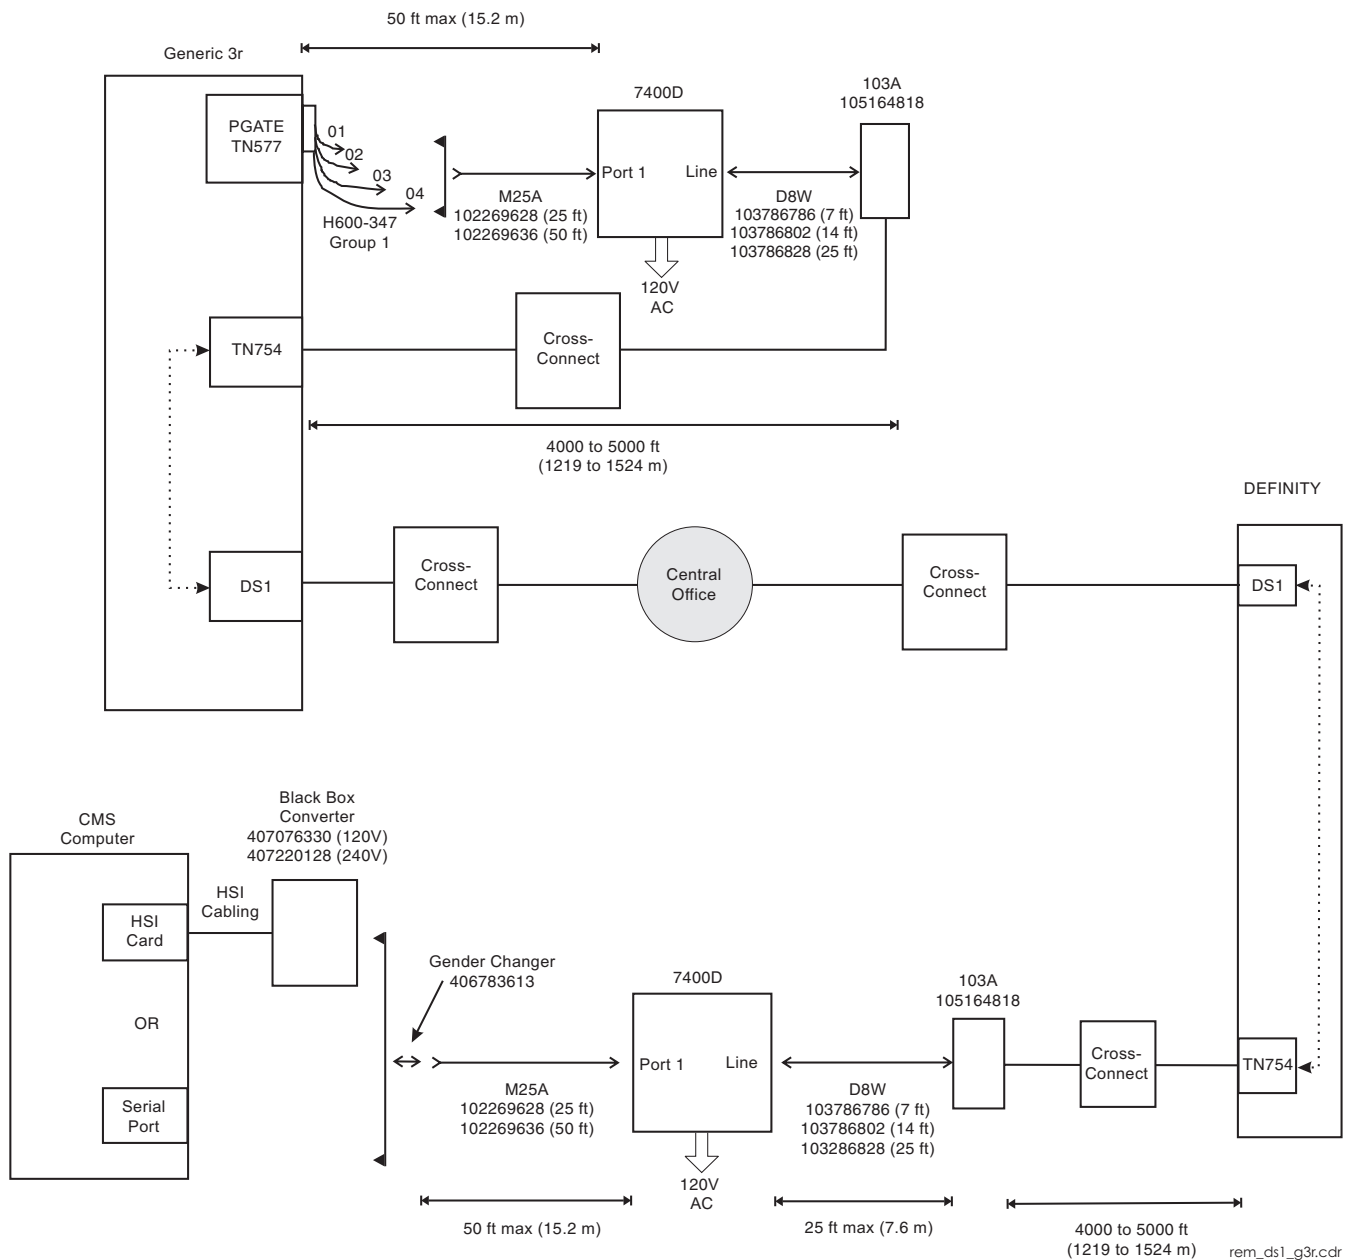 50 ft max (15.2 m)
Generic 3r
PGATE
TN577
01
02
03
04
H600-347
Group 1
M25A
102269628 (25 ft)
102269636 (50 ft)
7400D
Port 1
Line
120V
AC
D8W
103786786 (7 ft)
103786802 (14 ft)
103786828 (25 ft)
103A
105164818
TN754
Cross-
Connect
4000 to 5000 ft
(1219 to 1524 m)
DEFINITY
DS1
Cross-
Connect
Central
Office
Cross-
Connect
DS1
CMS
Computer
HSI
Card
OR
Serial
Port
HSI
Cabling
Black Box
Converter
407076330 (120V)
407220128 (240V)
Gender Changer
406783613
M25A
102269628 (25 ft)
102269636 (50 ft)
7400D
Port 1
Line
120V
AC
D8W
103786786 (7 ft)
103786802 (14 ft)
103286828 (25 ft)
103A
105164818
Cross-
Connect
TN754
50 ft max (15.2 m)
25 ft max (7.6 m)
4000 to 5000 ft
(1219 to 1524 m)
rem_ds1_g3r.cdr